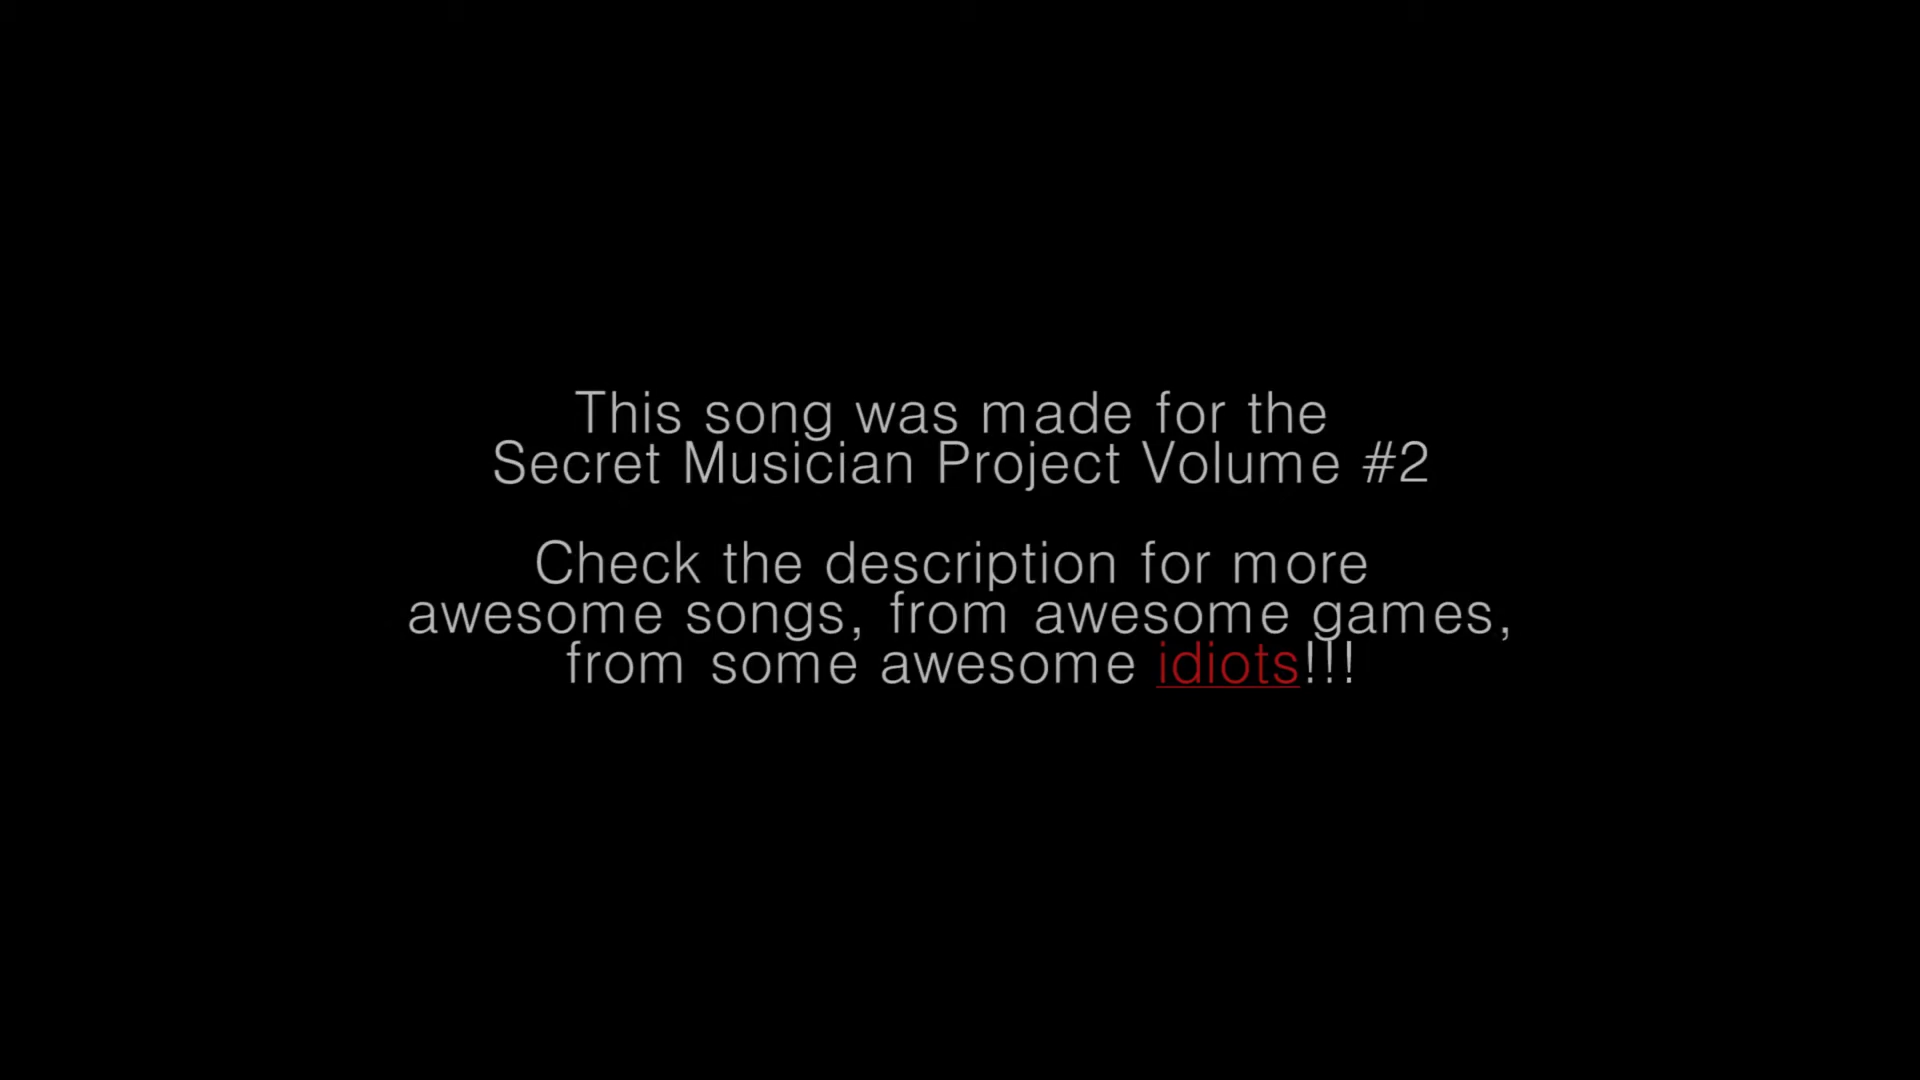 This song was made for the
Secret Musician Project Volume #2
Check the description for more
awesome songs, from awesome games,
from some awesome idiots!!!